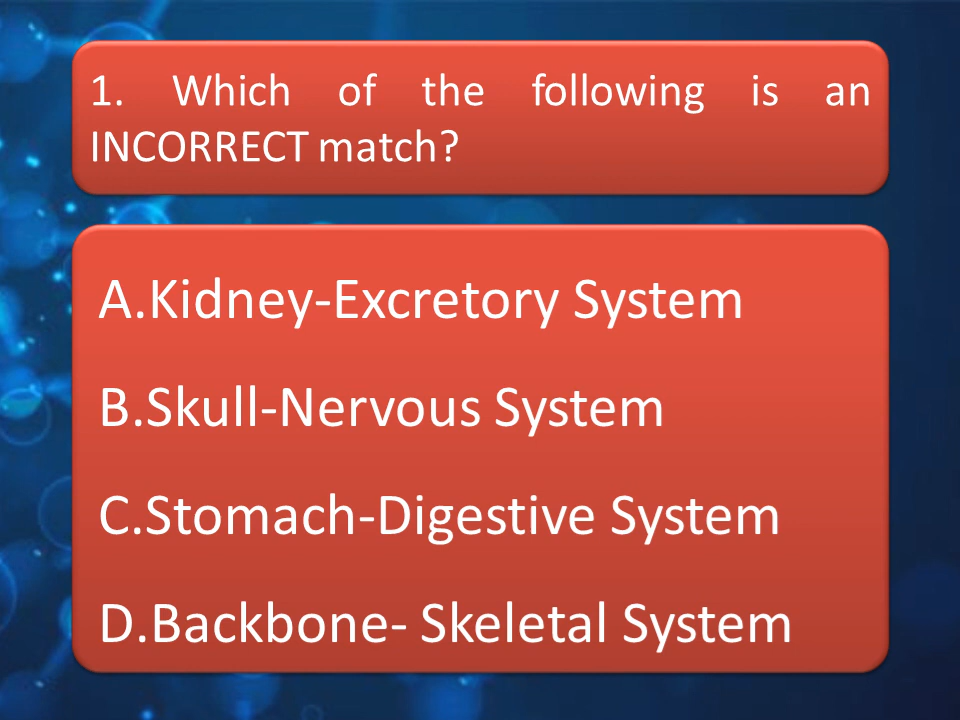 1. Which of the following is an
INCORRECT match?
A.Kidney-Excretory System
B.Skull-Nervous System
C.Stomach-Digestive System
D.Backbone- Skeletal System